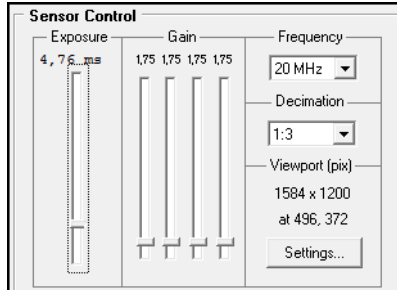 Sensor Control
Exposure
4,76 ms
Gain
1,75 1,75 1,75 1,75
Frequency
20 MHz
Decimation
1:3
Viewport (pix)
1584 x 1200
at 496, 372
Settings...